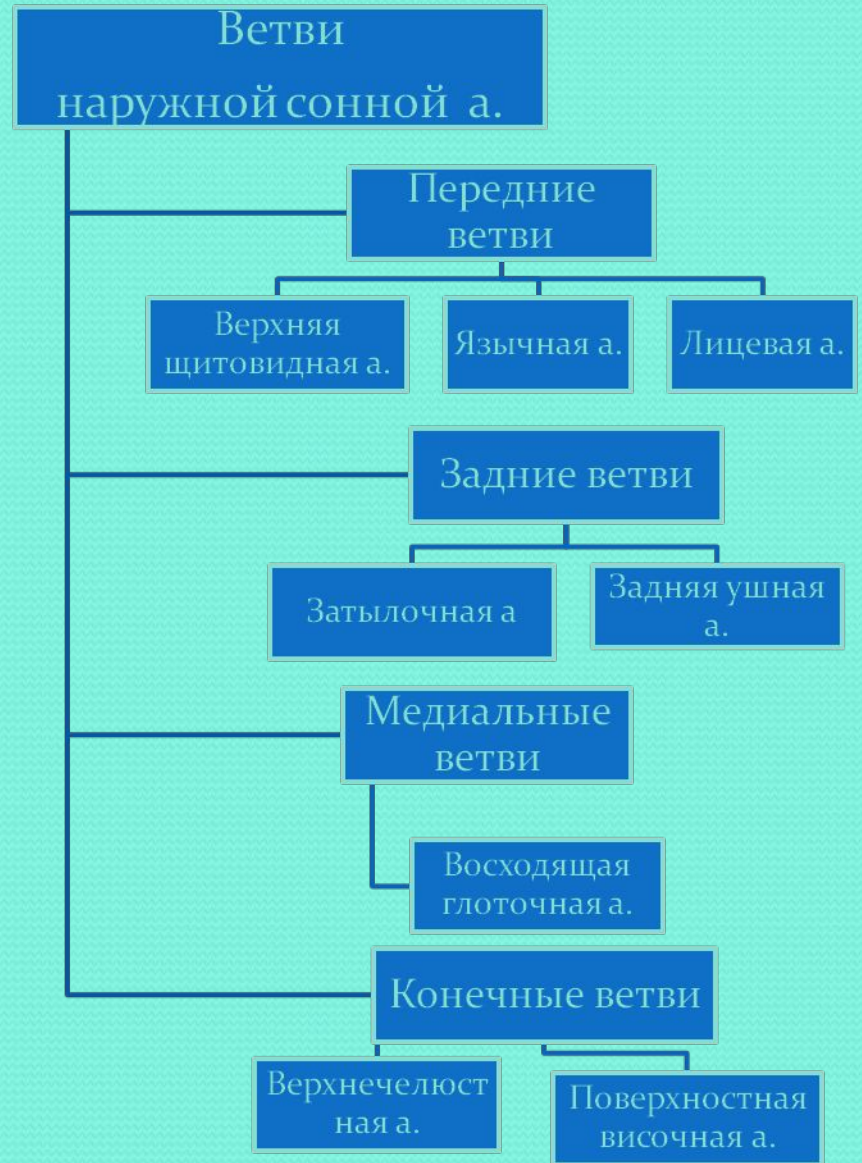 Ветви
наружной сонной а.
Передние
ветви
Верхняя
щитовидная а.
Язычная а.
Лицевая а.
Задние ветви
Затылочная а
Задняя ушная
а.
Медиальные
ветви
Восходящая
глоточная а.
Конечные ветви
Верхнечелюст
ная а.
Поверхностная
височная а.